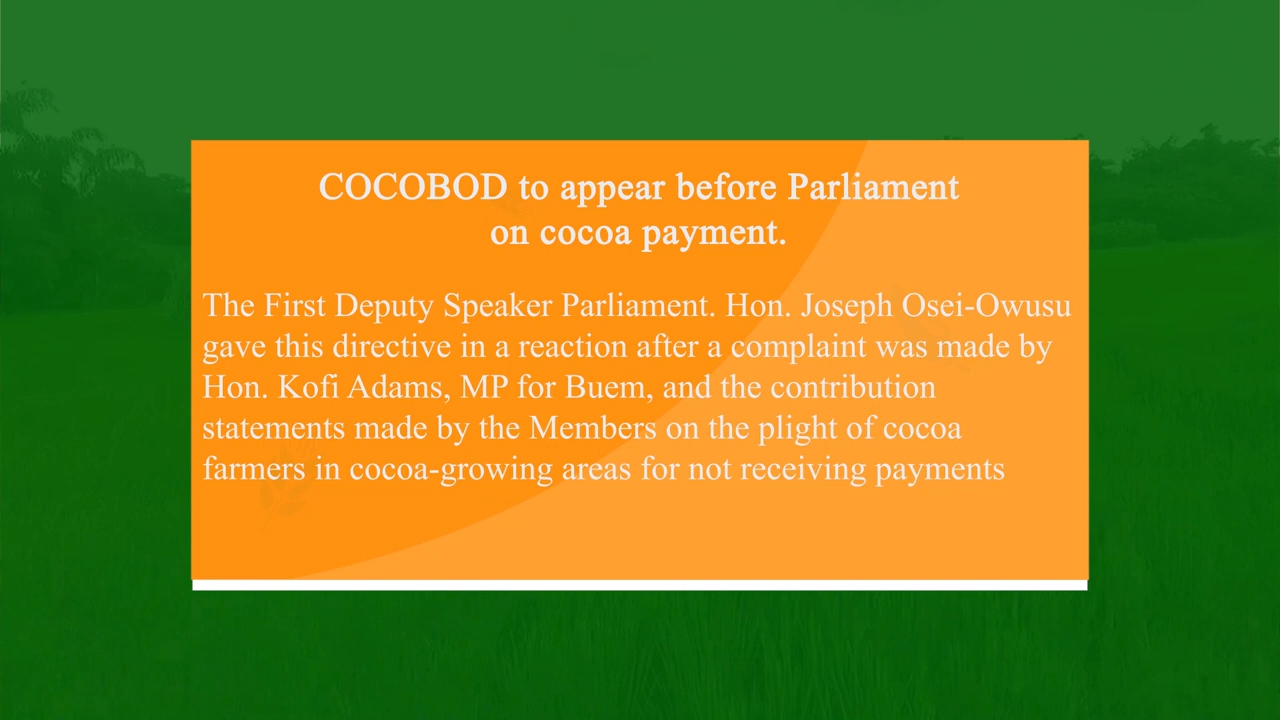 COCOBOD to appear before Parliament
on cocoa payment.
The First Deputy Speaker Parliament. Hon. Joseph Osei-Owusu
gave this directive in a reaction after a complaint was made by
Hon. Kofi Adams, MP for Buem, and the contribution
statements made by the Members on the plight of cocoa
farmers in cocoa-growing areas for not receiving payments